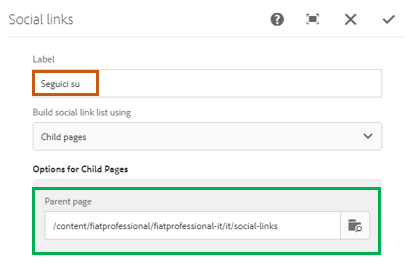 Social links
Label
Seguici su
Build social link list using
Child pages
Options for Child Pages
Parent page
/content/fiatprofessional/fiatprofessional-it/it/social-links